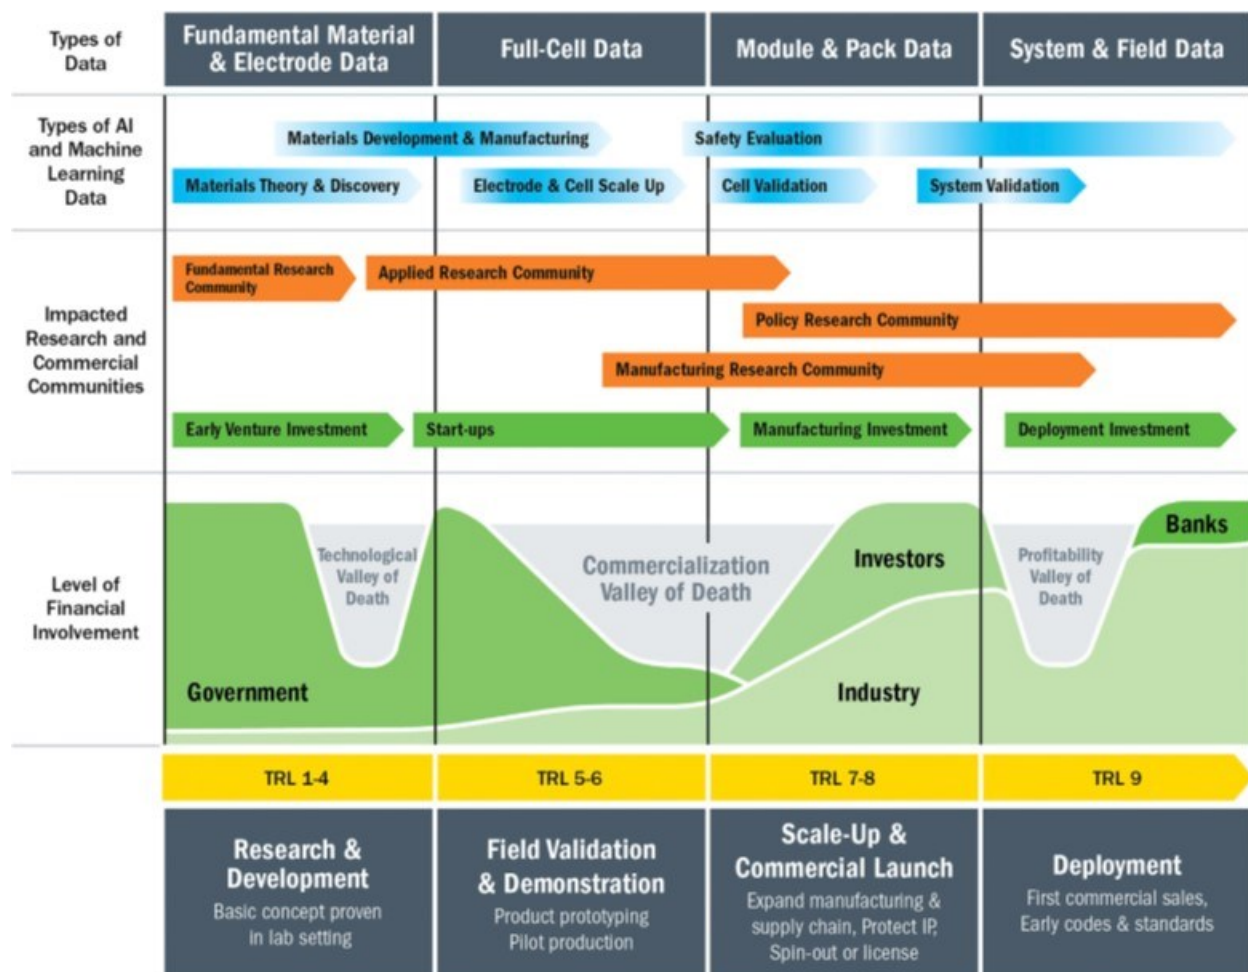 Types of
Data
Fundamental Material
& Electrode Data
Full-Cell Data
Module & Pack Data
System & Field Data
Types of AI
and Machine
Learning
Data
Materials Development & Manufacturing
Safety Evaluation
Materials Theory & Discovery
Electrode & Cell Scale Up
Cell Validation
System Validation
Impacted
Research and
Commercial
Communities
Fundamental Research
Community
Applied Research Community
Policy Research Community
Manufacturing Research Community
Early Venture Investment
Start-ups
Manufacturing Investment
Deployment Investment
Level of
Financial
Involvement
Technological
Valley of
Death
Commercialization
Valley of Death
Investors
Profitability
Valley of
Death
Banks
Government
Industry
TRL 1-4
TRL 5-6
TRL 7-8
TRL 9
Research &
Development
Basic concept proven
in lab setting
Field Validation
& Demonstration
Product prototyping
Pilot production
Scale-Up &
Commercial Launch
Expand manufacturing &
supply chain, Protect IP,
Spin-out or license
Deployment
First commercial sales,
Early codes & standards